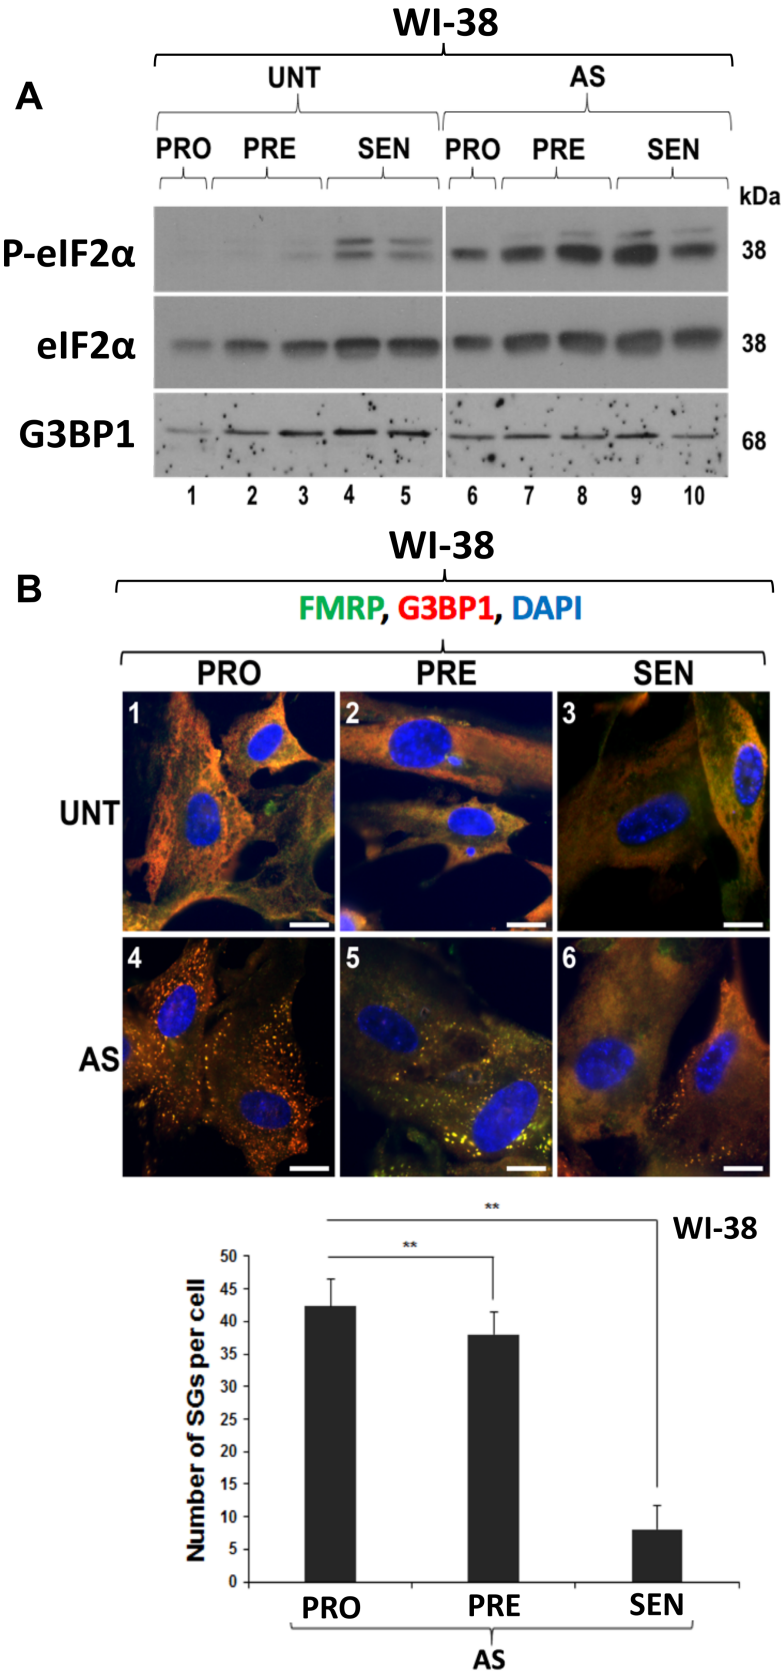 WI-38
A
UNT AS
PRO PRE SEN PRO PRE SEN
kDa
P-eIF2α 38
eIF2α 38
G3BP1 68
1 2 3 4 5 6 7 8 9 10
WI-38
B
FMRP, G3BP1, DAPI
PRO PRE SEN
1 2 3
UNT
4 5 6
AS
**
WI-38
**
Number of SGs per cell
50
45
40
35
30
25
20
15
10
5
0
PRO PRE SEN
AS